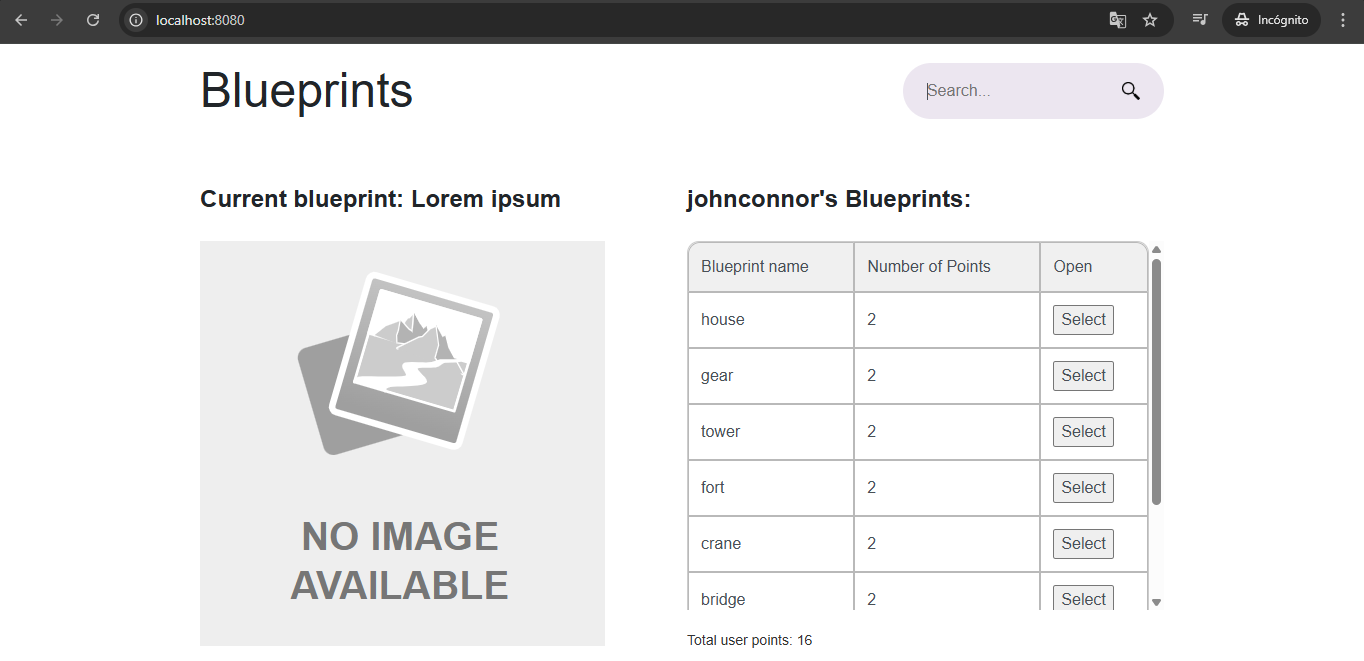 localhost:8080
Incógnito
Blueprints
Search...
Current blueprint: Lorem ipsum
NO IMAGE
AVAILABLE
johnconnor's Blueprints:
Blueprint name Number of Points Open
house 2 Select
gear 2 Select
tower 2 Select
fort 2 Select
crane 2 Select
bridge 2 Select
Total user points: 16